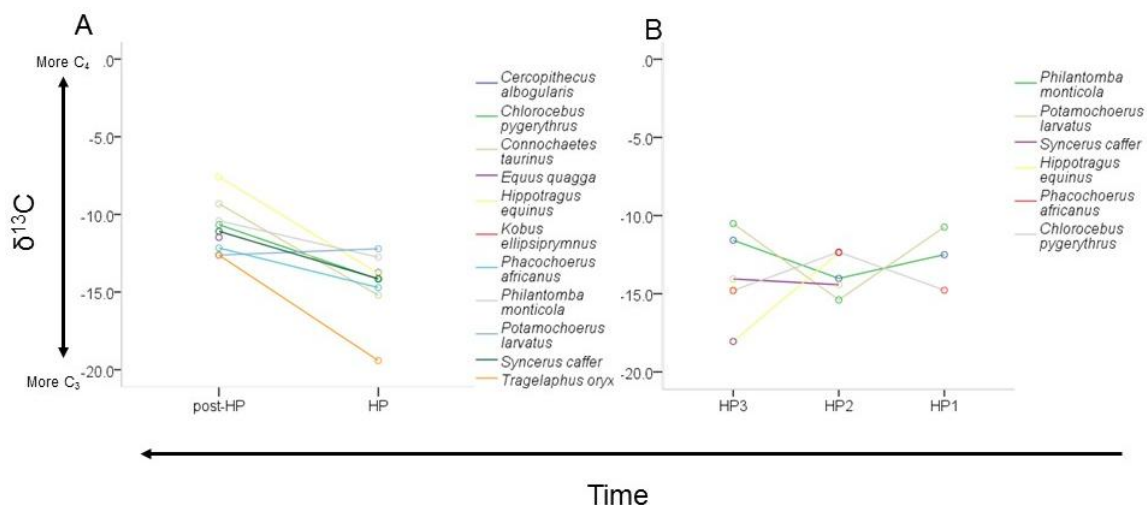 A
More C₄
.0
-5.0
-10.0
-15.0
-20.0
More C₃
δ¹³C
post-HP
HP
Cercopithecus
albogularis
Chlorocebus
pygerythrus
Connochaetes
taurinus
Equus quagga
Hippotragus
equinus
Kobus
ellipsiprymnus
Phacochoerus
africanus
Philantomba
monticola
Potamochoerus
larvatus
Syncerus caffer
Tragelaphus oryx
B
.0
-5.0
-10.0
-15.0
-20.0
HP3
HP2
HP1
Philantomba
monticola
Potamochoerus
larvatus
Syncerus caffer
Hippotragus
equinus
Phacochoerus
africanus
Chlorocebus
pygerythrus
Time